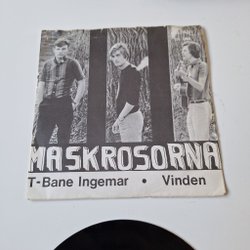 MASKROSORNA
T-Bane Ingemar • Vinden